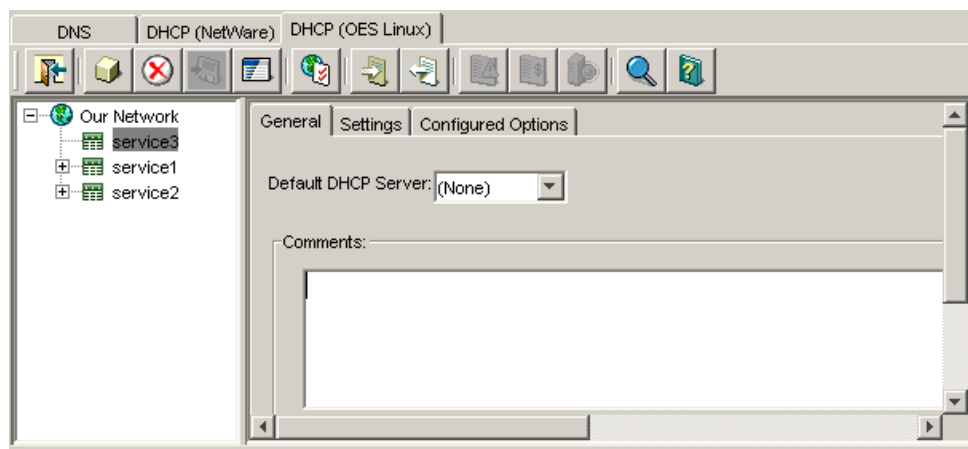 DNS
DHCP (NetWare)
DHCP (OES Linux)
Our Network
service3
service1
service2
General
Settings
Configured Options
Default DHCP Server:
(None)
Comments: